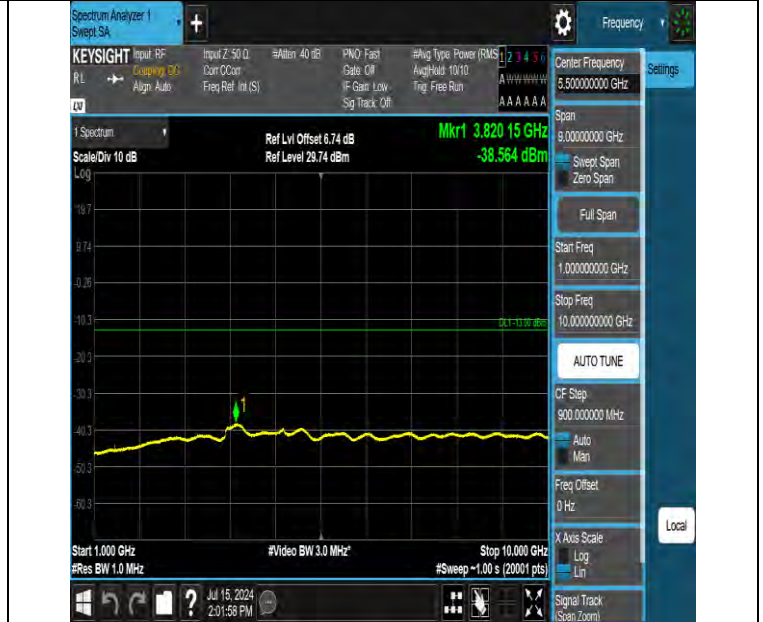 Spectrum Analyzer 1
Swept SA
+
Frequency
KEYSIGHT
RL
Input: RF
Coupling: DC
Align: Auto
Input Z: 50 Ω
Corr CCorr
Freq Ref: Int (S)
#Atten: 40 dB
PNO: Fast
Gate: Off
IF Gain: Low
Sig Track: Off
#Avg Type: Power (RMS
Avg|Hold: 10/10
Trig: Free Run
1 2 3 4 5 6
A W W W W W
A A A A A A
LXI
1 Spectrum
Scale/Div 10 dB
Log
Ref Lvl Offset 6.74 dB
Ref Level 29.74 dBm
Mkr1 3.820 15 GHz
-38.564 dBm
19.7
9.74
-0.26
-10.3
-20.3
-30.3
-40.3
-50.3
-60.3
DL1 -13.00 dBm
1
Start 1.000 GHz
#Res BW 1.0 MHz
#Video BW 3.0 MHz*
Stop 10.000 GHz
#Sweep ~1.00 s (20001 pts)
Center Frequency
5.500000000 GHz
Settings
Span
9.00000000 GHz
Swept Span
Zero Span
Full Span
Start Freq
1.000000000 GHz
Stop Freq
10.000000000 GHz
AUTO TUNE
CF Step
900.000000 MHz
Auto
Man
Freq Offset
0 Hz
X Axis Scale
Log
Lin
Local
Signal Track
(Span Zoom)
?
Jul 15, 2024
2:01:58 PM